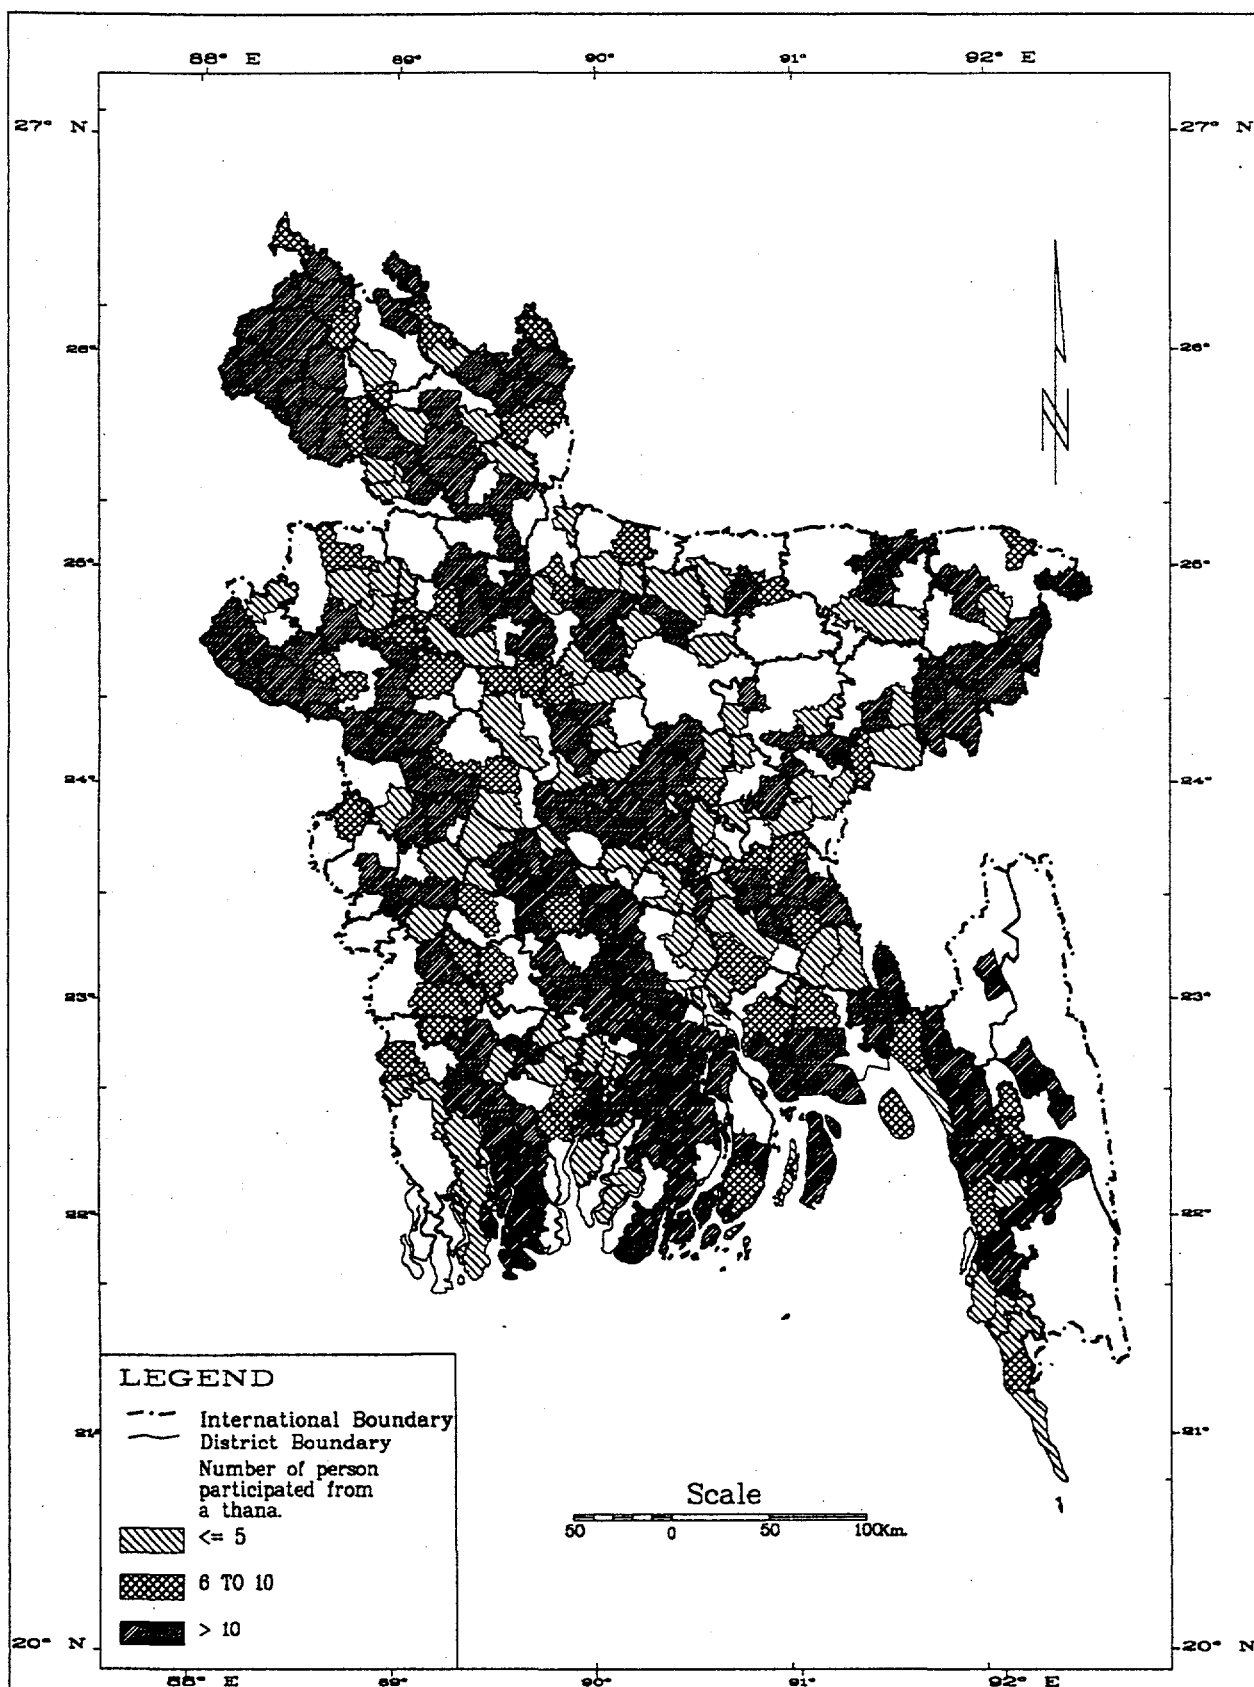 88° E 89° 90° 91° 92° E
27° N 27° N
26° 26°
25° 25°
24° 24°
23° 23°
22° 22°
21° 21°
20° N 20° N
88° E 89° 90° 91° 92° E
N
LEGEND
International Boundary
District Boundary
Number of person
participated from
a thana.
<= 5
6 TO 10
> 10
Scale
50 0 50 100Km.